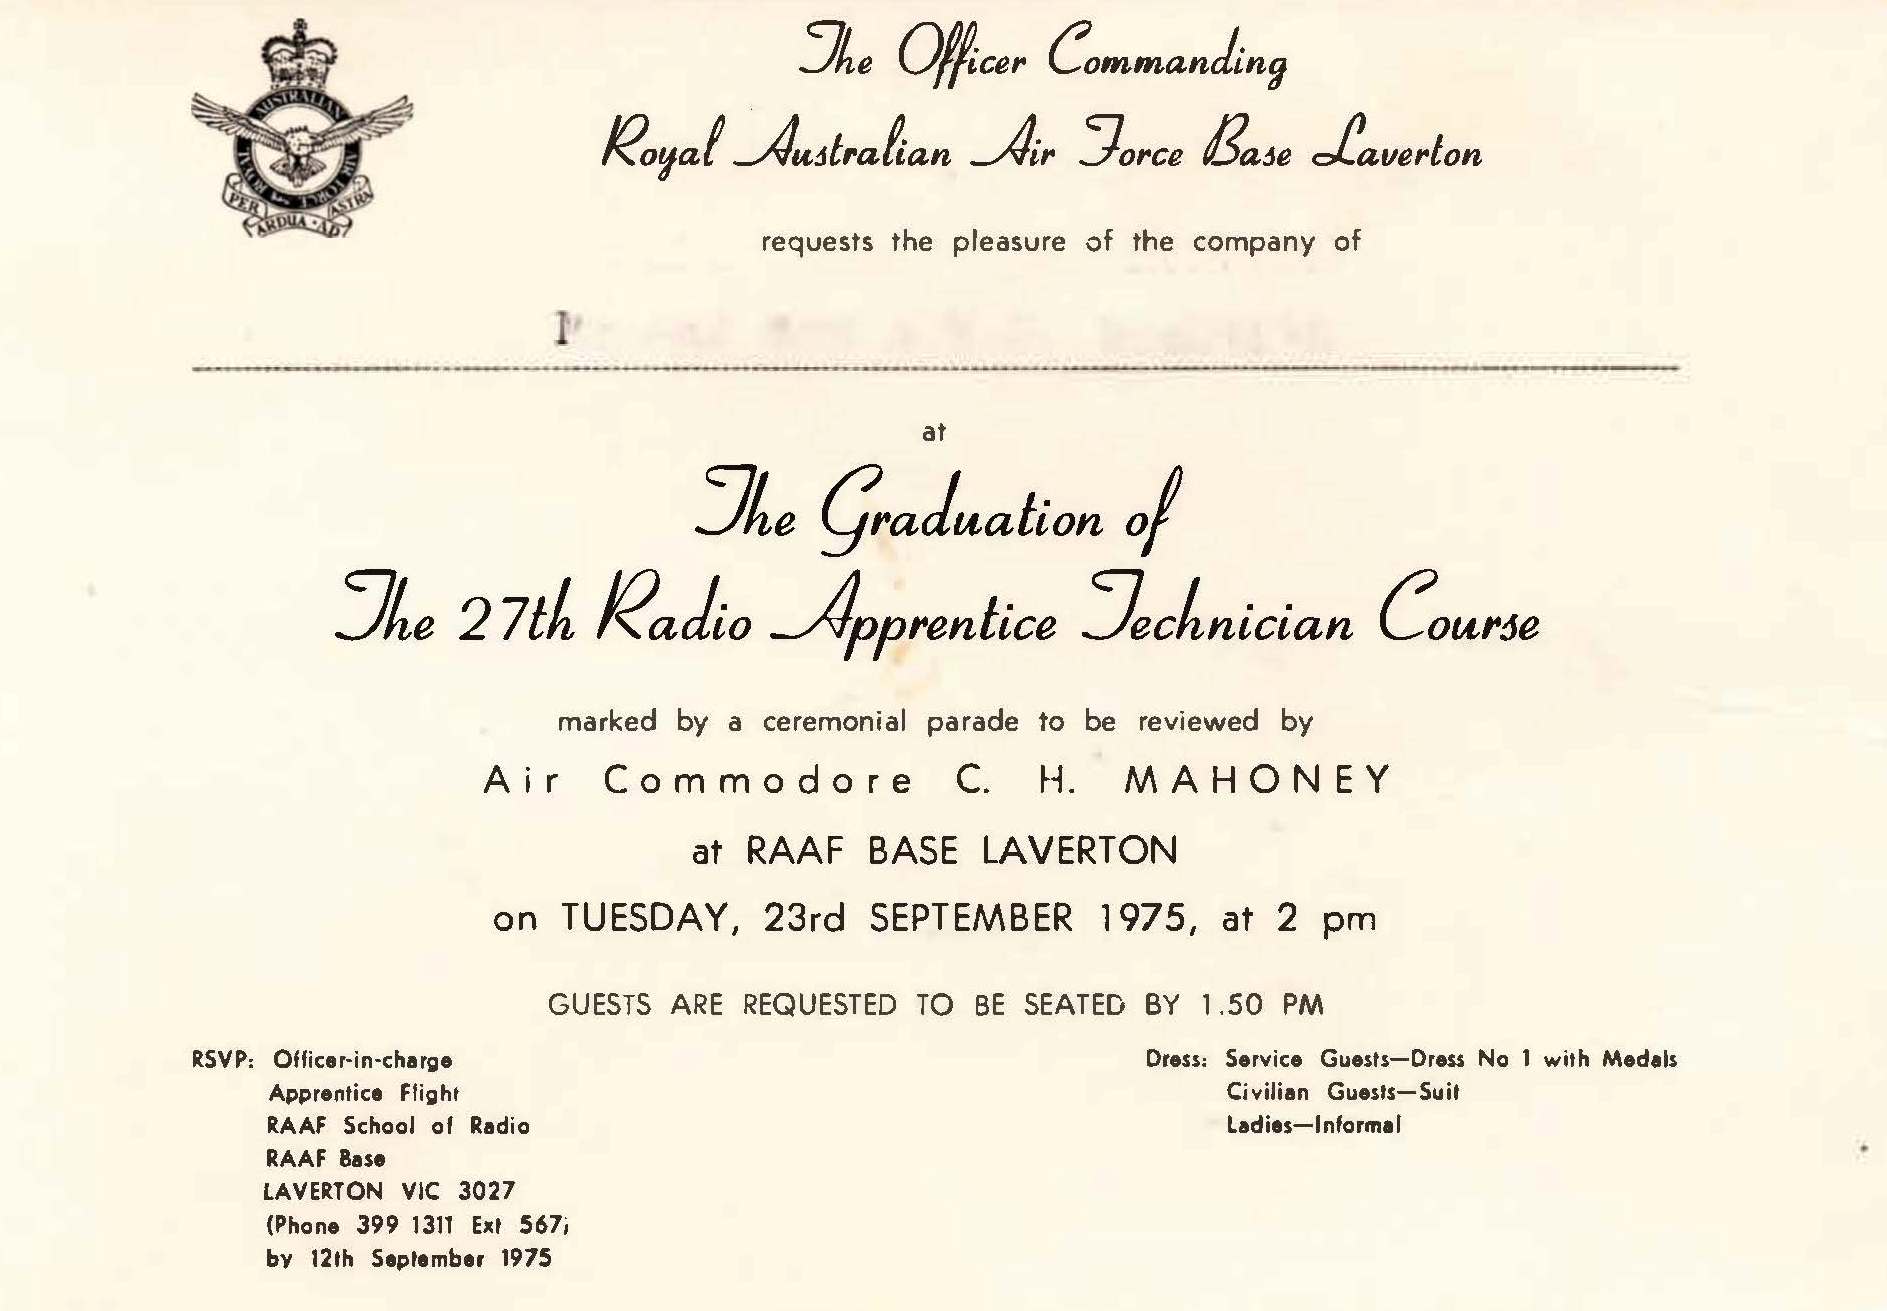 The Officer Commanding
Royal Australian Air Force Base Laverton
requests the pleasure of the company of
at
The Graduation of
The 27th Radio Apprentice Technician Course
marked by a ceremonial parade to be reviewed by
Air Commodore C. H. MAHONEY
at RAAF BASE LAVERTON
on TUESDAY, 23rd SEPTEMBER 1975, at 2 pm
GUESTS ARE REQUESTED TO BE SEATED BY 1.50 PM
RSVP: Officer-in-charge
Apprentice Flight
RAAF School of Radio
RAAF Base
LAVERTON VIC 3027
(Phone 399 1311 Ext 567;
by 12th September 1975
Dress: Service Guests—Dress No 1 with Medals
Civilian Guests—Suit
Ladies—Informal
AUSTRALIAN
AIR FORCE
ROYAL
PER
ARDUA · AD
ASTRA